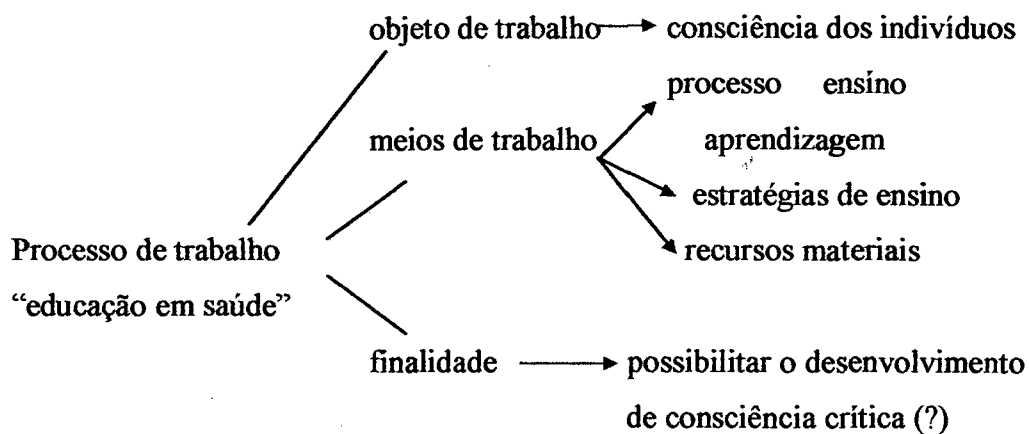 objeto de trabalho consciência dos indivíduos
processo ensino
meios de trabalho aprendizagem
estratégias de ensino
Processo de trabalho recursos materiais
“educação em saúde”
finalidade possibilitar o desenvolvimento
de consciência crítica (?)